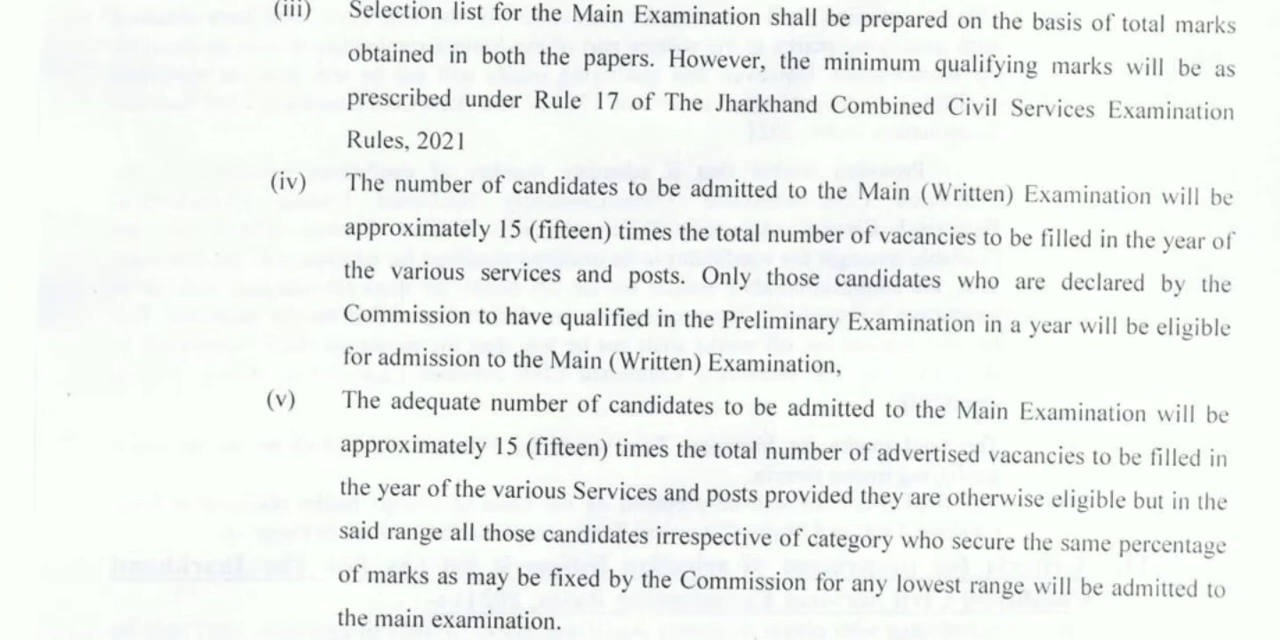 (iii) Selection list for the Main Examination shall be prepared on the basis of total marks
obtained in both the papers. However, the minimum qualifying marks will be as
prescribed under Rule 17 of The Jharkhand Combined Civil Services Examination
Rules, 2021
(iv) The number of candidates to be admitted to the Main (Written) Examination will be
approximately 15 (fifteen) times the total number of vacancies to be filled in the year of
the various services and posts. Only those candidates who are declared by the
Commission to have qualified in the Preliminary Examination in a year will be eligible
for admission to the Main (Written) Examination,
(v) The adequate number of candidates to be admitted to the Main Examination will be
approximately 15 (fifteen) times the total number of advertised vacancies to be filled in
the year of the various Services and posts provided they are otherwise eligible but in the
said range all those candidates irrespective of category who secure the same percentage
of marks as may be fixed by the Commission for any lowest range will be admitted to
the main examination.